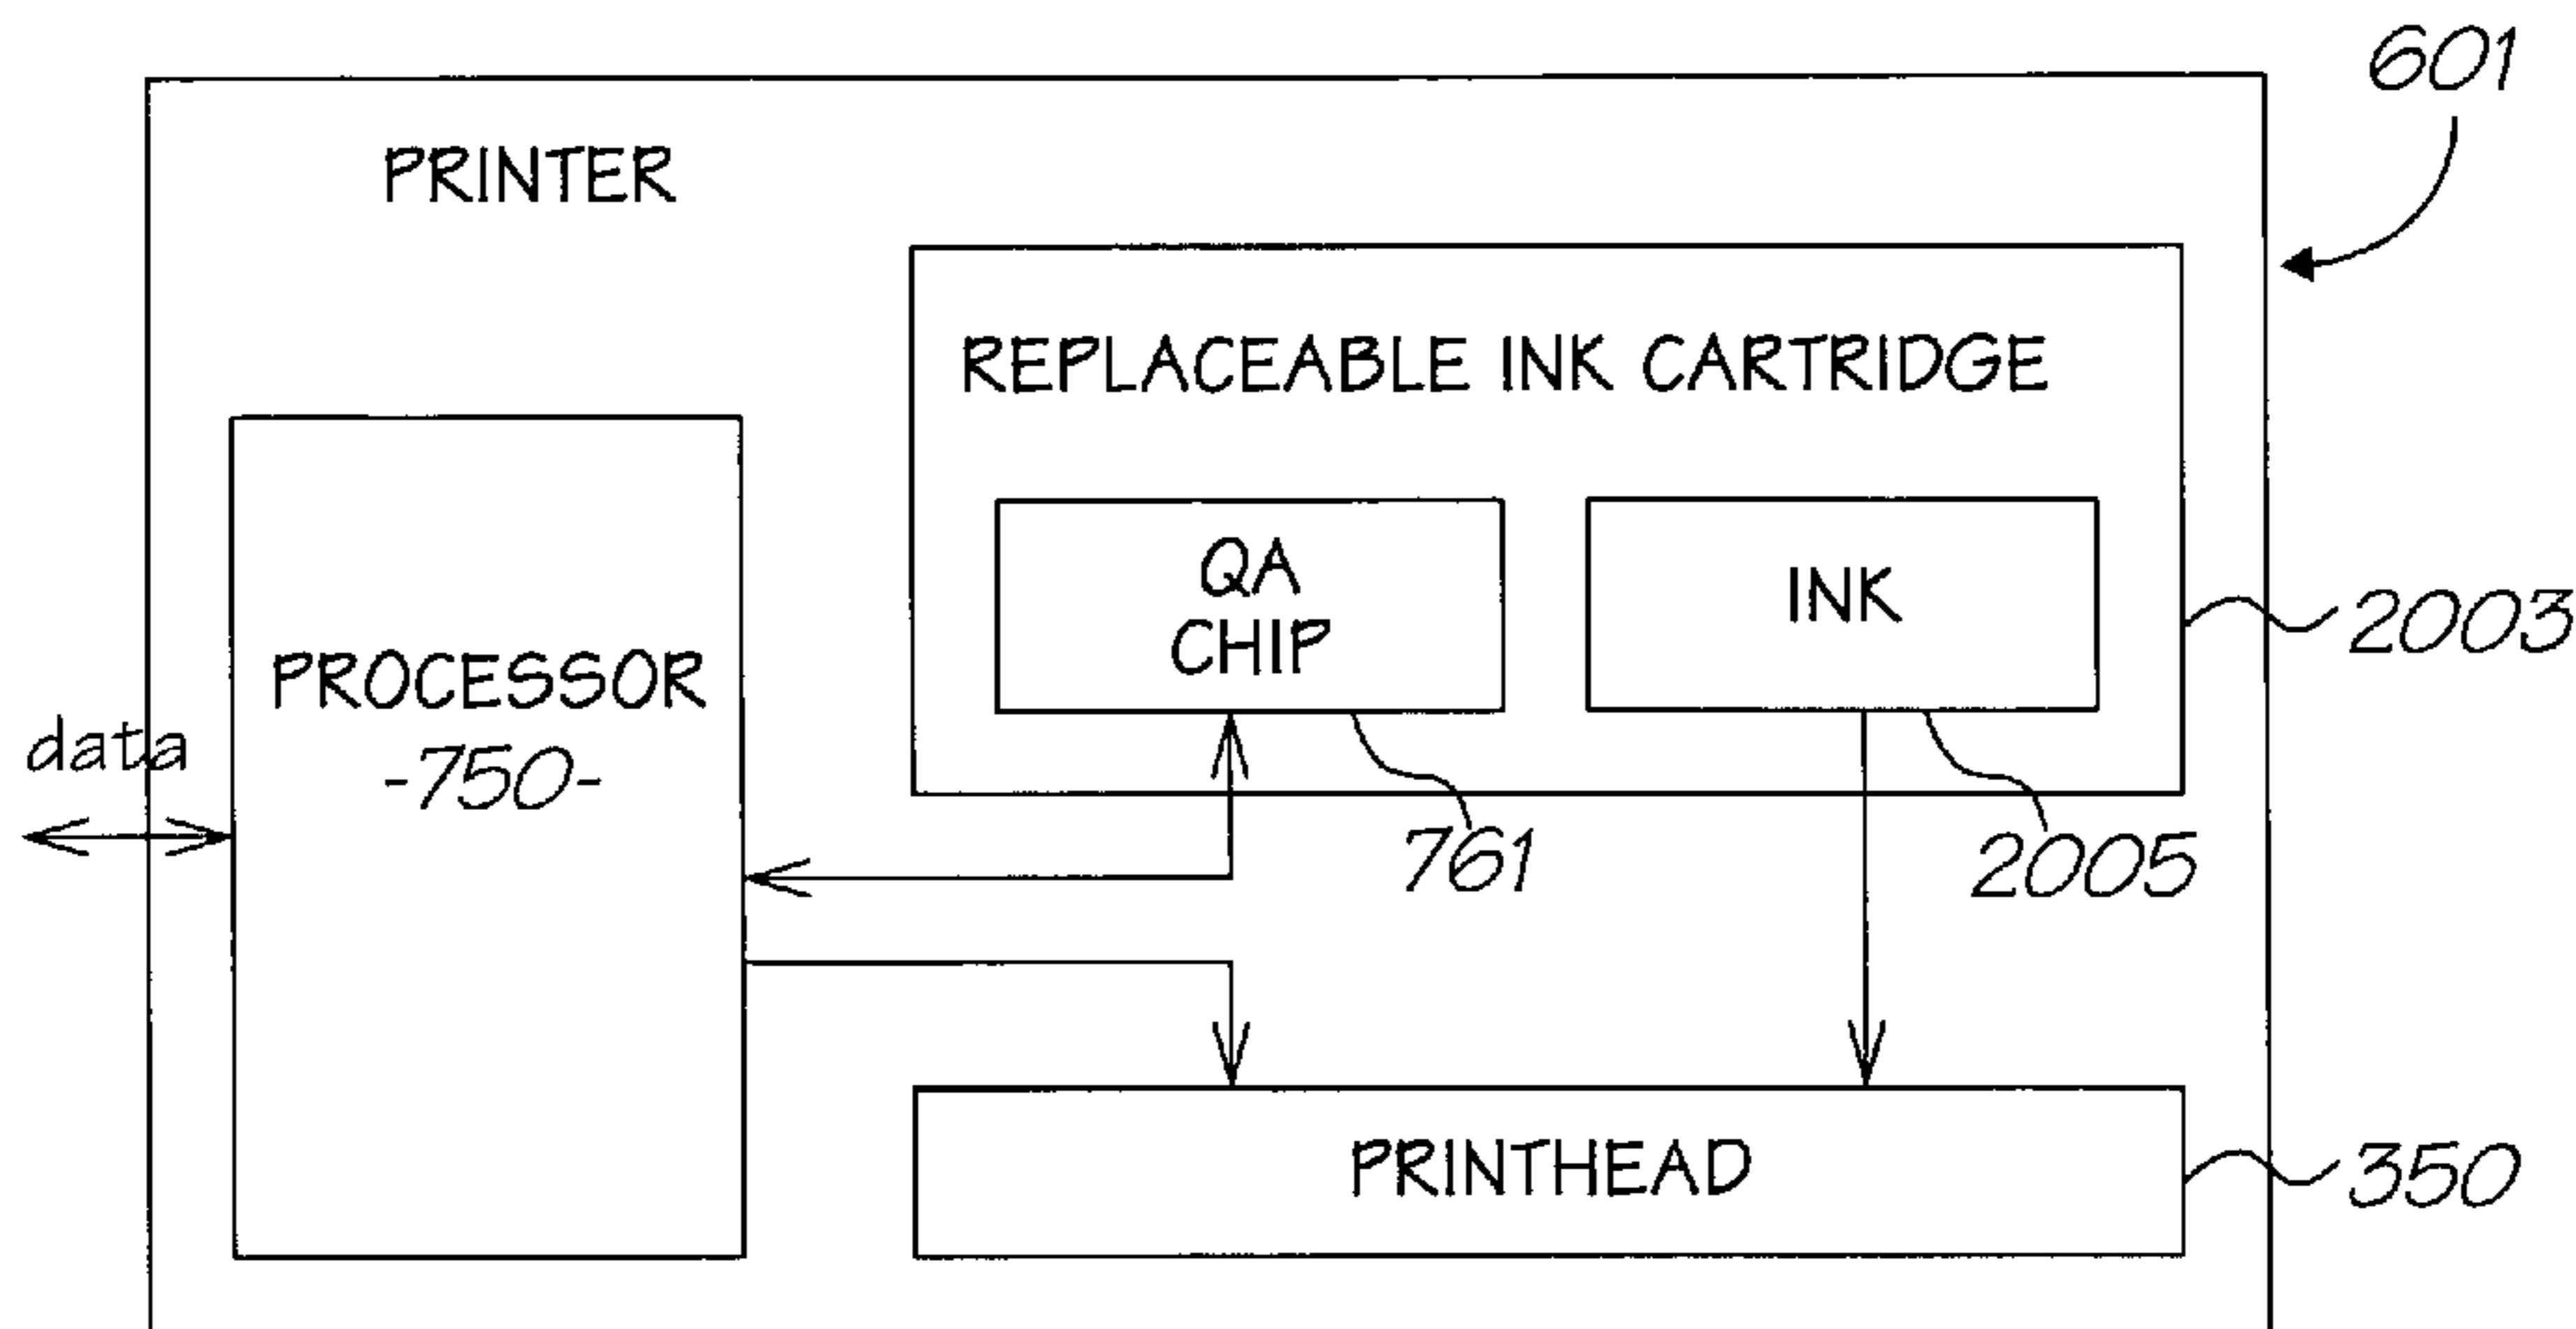 601
PRINTER
REPLACEABLE INK CARTRIDGE
QA
CHIP
INK
2003
PROCESSOR
-750-
data
761
2005
PRINTHEAD
350